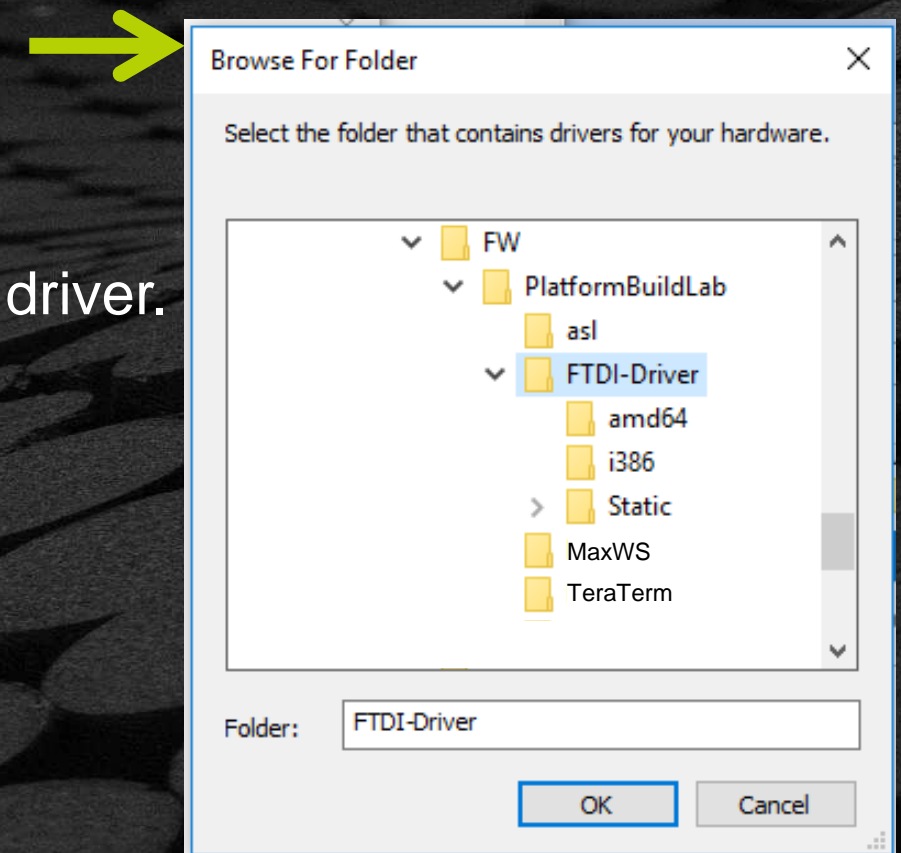 Browse For Folder
Select the folder that contains drivers for your hardware.
FW
PlatformBuildLab
driver.
asl
FTDI-Driver
amd64
i386
Static
MaxWS
TeraTerm
Folder: FTDI-Driver
OK Cancel